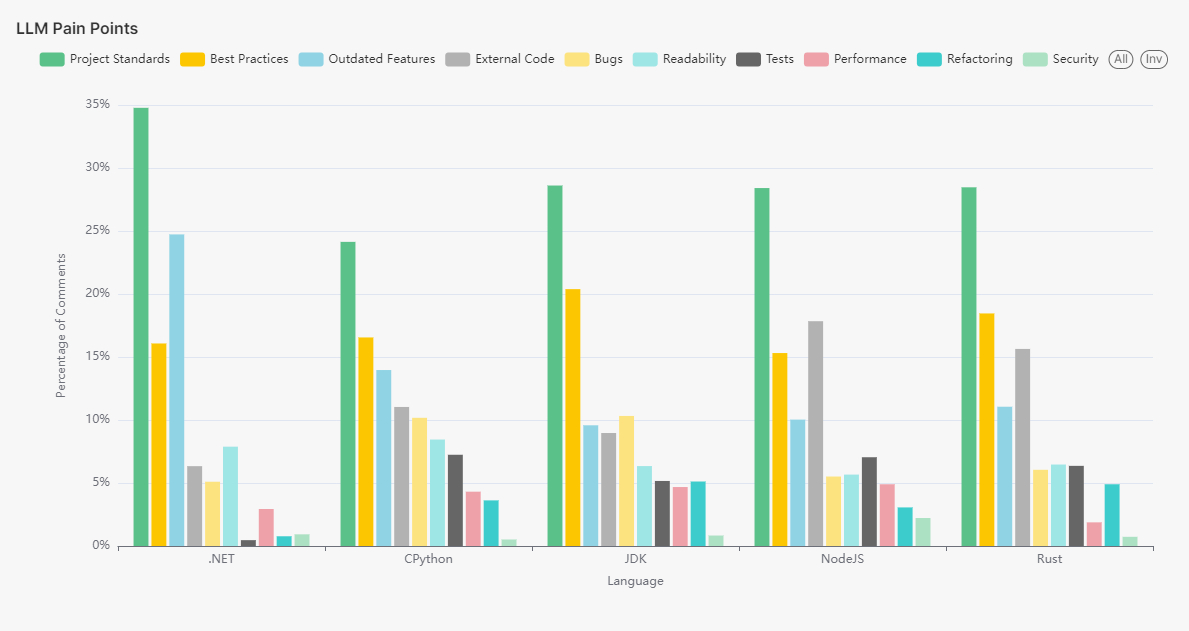 LLM Pain Points
Project Standards Best Practices Outdated Features External Code Bugs Readability Tests Performance Refactoring Security All Inv
35%
30%
25%
20%
15%
10%
5%
0%
Percentage of Comments
.NET CPython JDK NodeJS Rust
Language